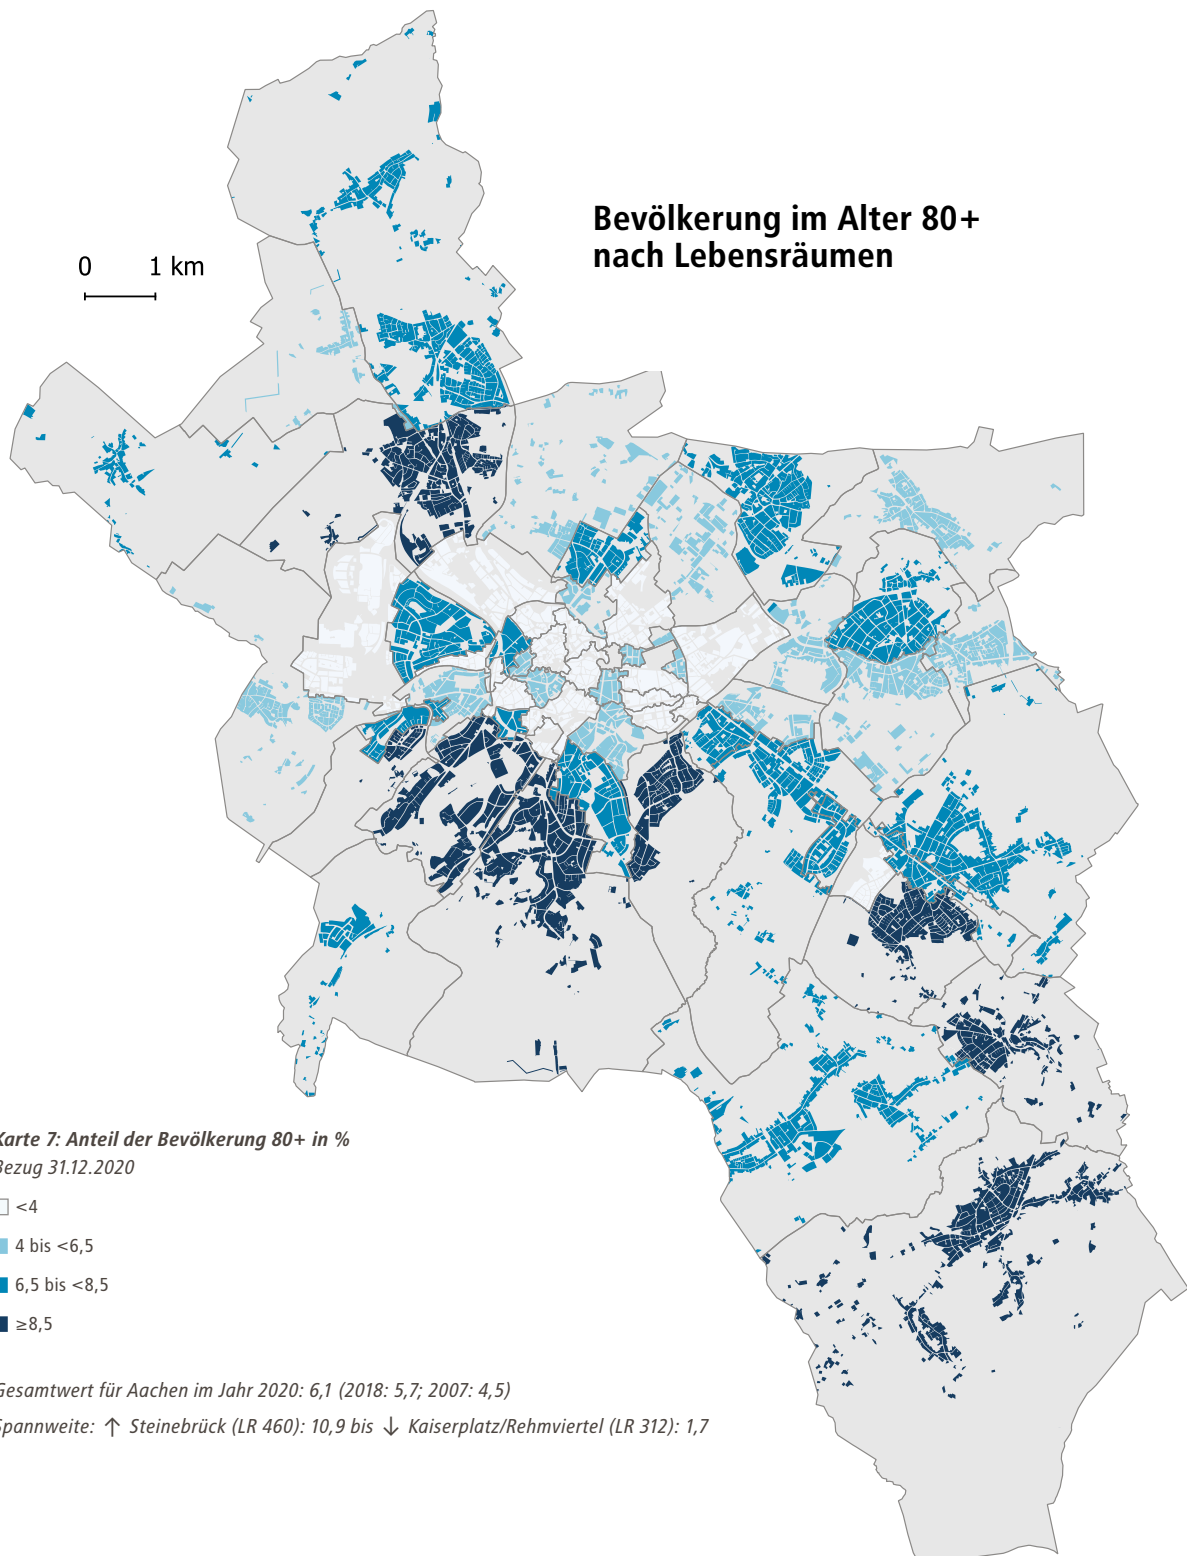 Bevölkerung im Alter 80+
nach Lebensräumen
0 1 km
Karte 7: Anteil der Bevölkerung 80+ in %
Bezug 31.12.2020
<4
4 bis <6,5
6,5 bis <8,5
≥8,5
Gesamtwert für Aachen im Jahr 2020: 6,1 (2018: 5,7; 2007: 4,5)
Spannweite: ↑ Steinebrück (LR 460): 10,9 bis ↓ Kaiserplatz/Rehmviertel (LR 312): 1,7